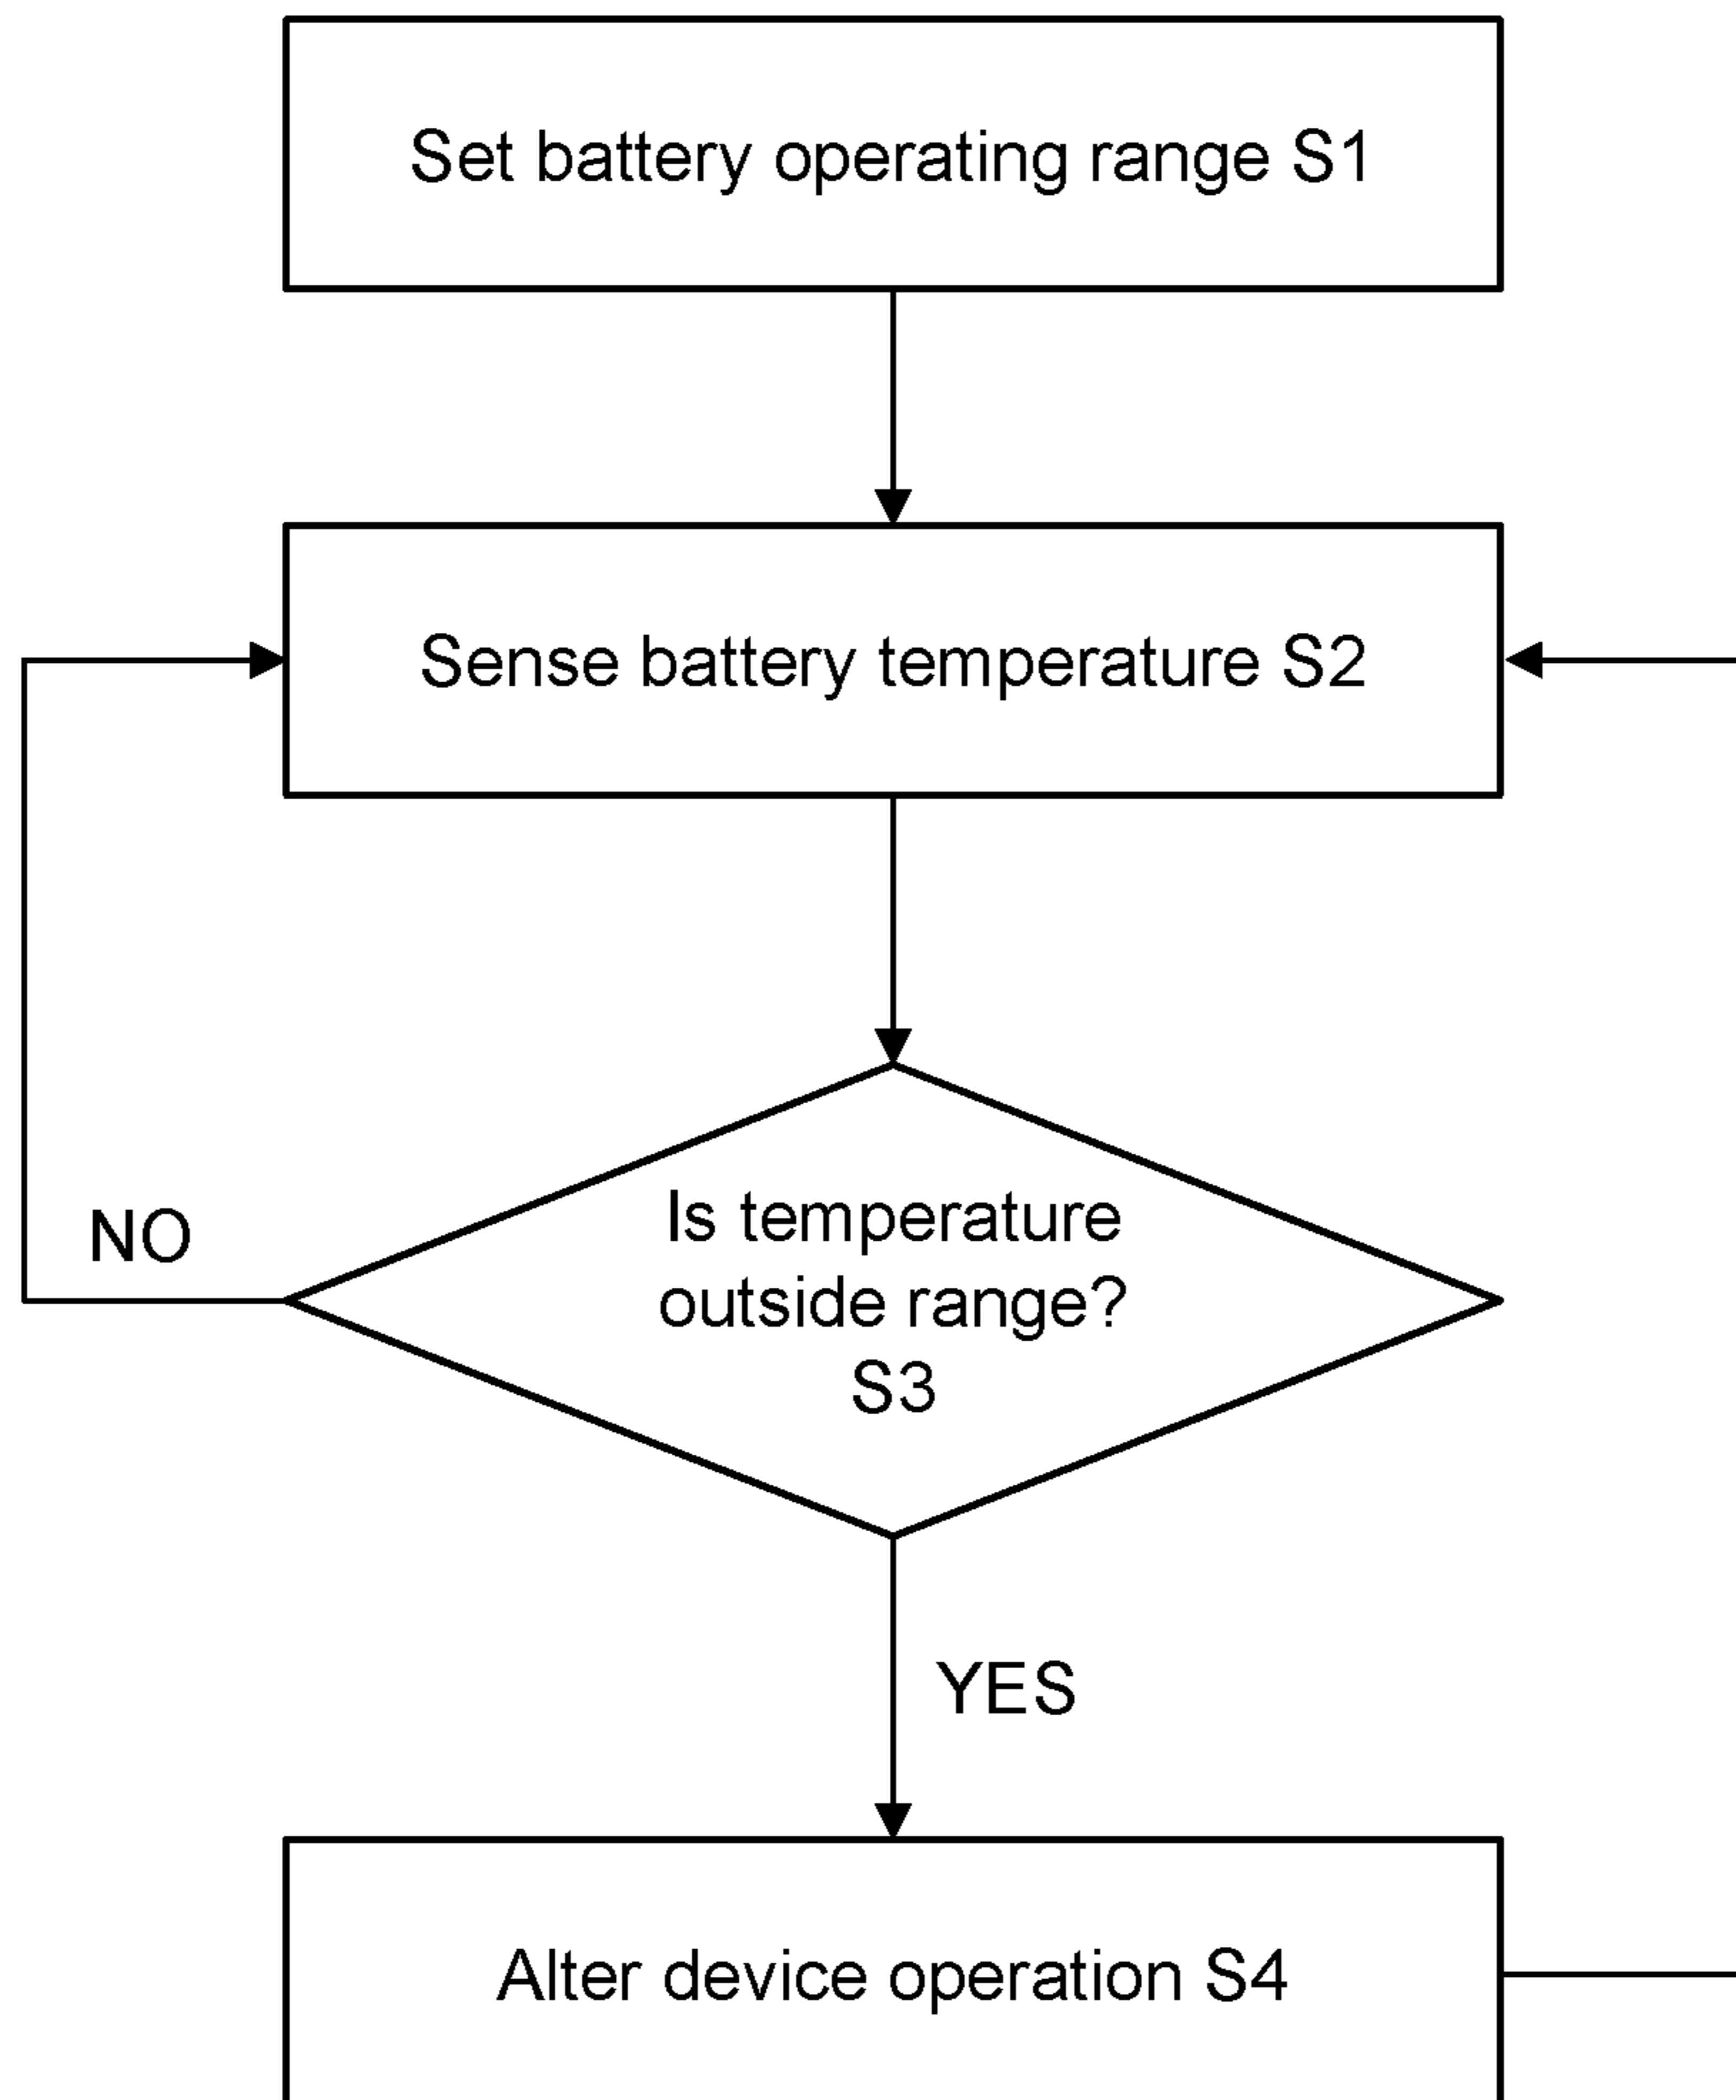 Set battery operating range S1
Sense battery temperature S2
Is temperature
outside range?
S3
NO
YES
Alter device operation S4